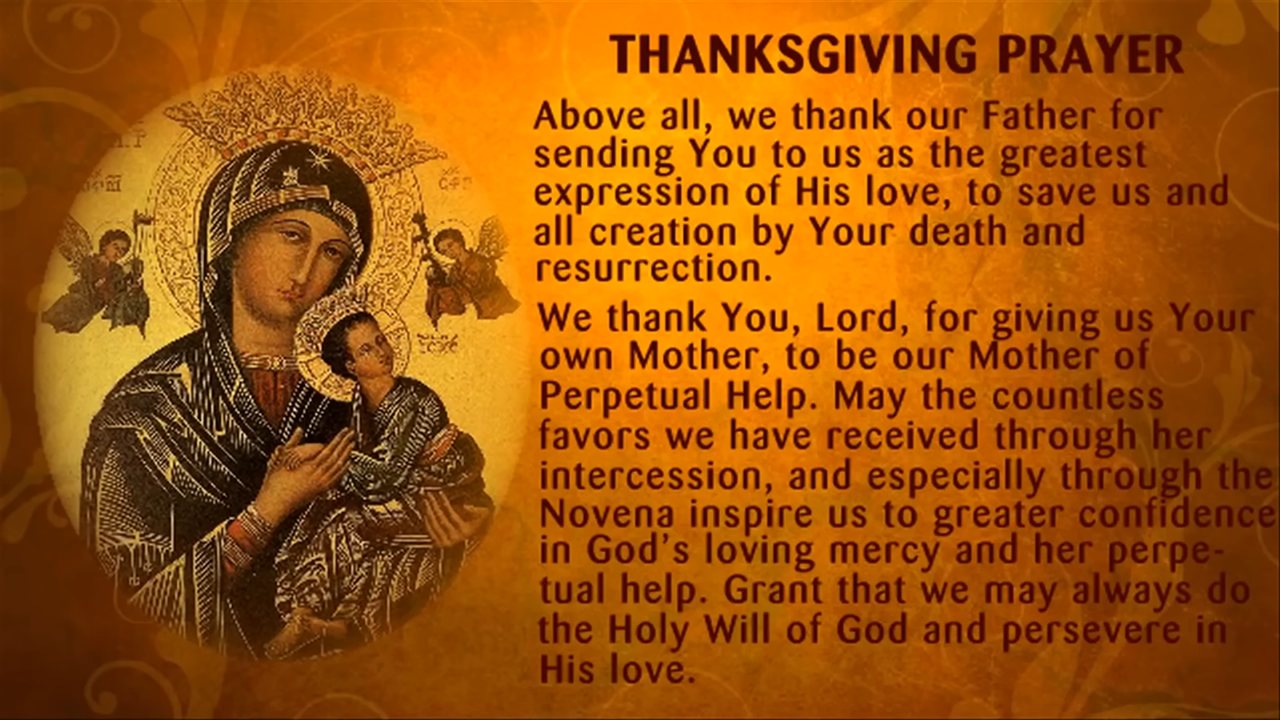 THANKSGIVING PRAYER
Above all, we thank our Father for
sending You to us as the greatest
expression of His love, to save us and
all creation by Your death and
resurrection.
We thank You, Lord, for giving us Your
own Mother, to be our Mother of
Perpetual Help. May the countless
favors we have received through her
intercession, and especially through the
Novena inspire us to greater confidence
in God's loving mercy and her perpe-
tual help. Grant that we may always do
the Holy Will of God and persevere in
His love.